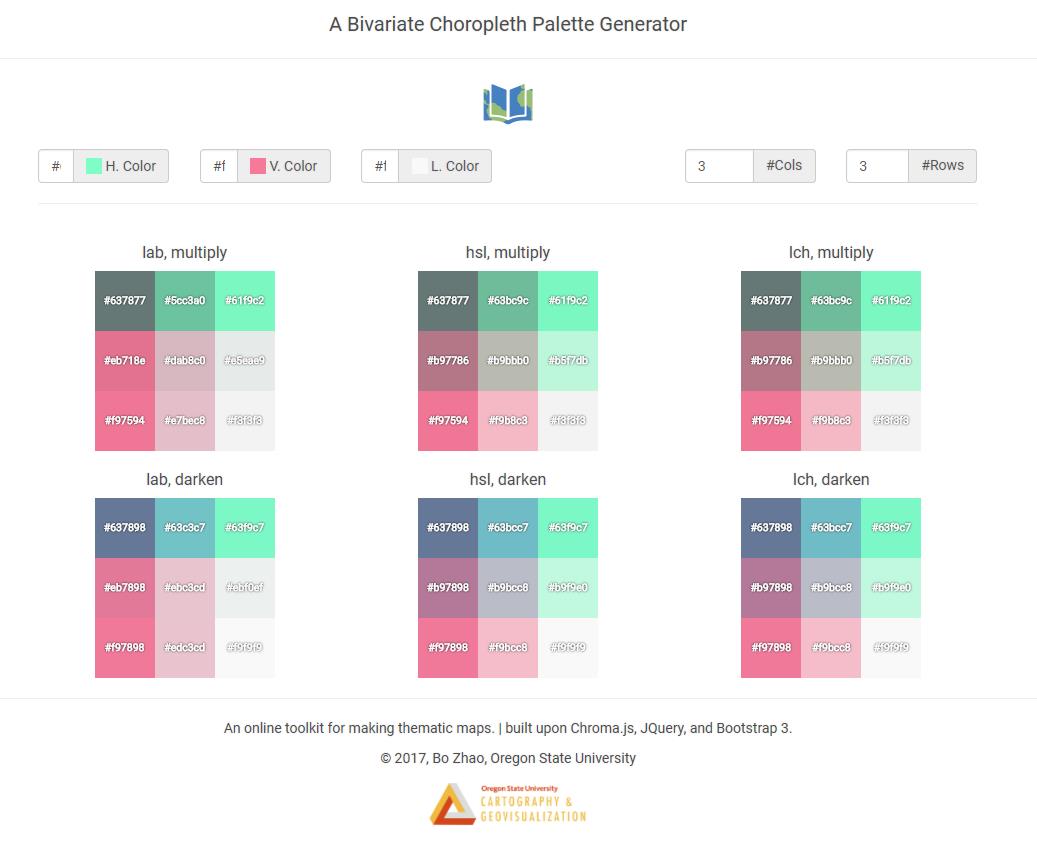 A Bivariate Choropleth Palette Generator
# H. Color #f V. Color #f L. Color 3 #Cols 3 #Rows
lab, multiply hsl, multiply lch, multiply
#637877 #5cc3a0 #61f9c2 #637877 #63bc9c #61f9c2 #637877 #63bc9c #61f9c2
#eb718e #dab8c0 #e5eae9 #b97786 #b9bbb0 #b5f7db #b97786 #b9bbb0 #b5f7db
#f97594 #e7bec8 #f3f3f3 #f97594 #f9b8c3 #f3f3f3 #f97594 #f9b8c3 #f3f3f3
lab, darken hsl, darken lch, darken
#637898 #63c3c7 #63f9c7 #637898 #63bcc7 #63f9c7 #637898 #63bcc7 #63f9c7
#eb7898 #ebc3cd #ebf0ef #b97898 #b9bcc8 #b9f9e0 #b97898 #b9bcc8 #b9f9e0
#f97898 #edc3cd #f9f9f9 #f97898 #f9bcc8 #f9f9f9 #f97898 #f9bcc8 #f9f9f9
An online toolkit for making thematic maps. | built upon Chroma.js, JQuery, and Bootstrap 3.
© 2017, Bo Zhao, Oregon State University
Oregon State University
CARTOGRAPHY &
GEOVISUALIZATION